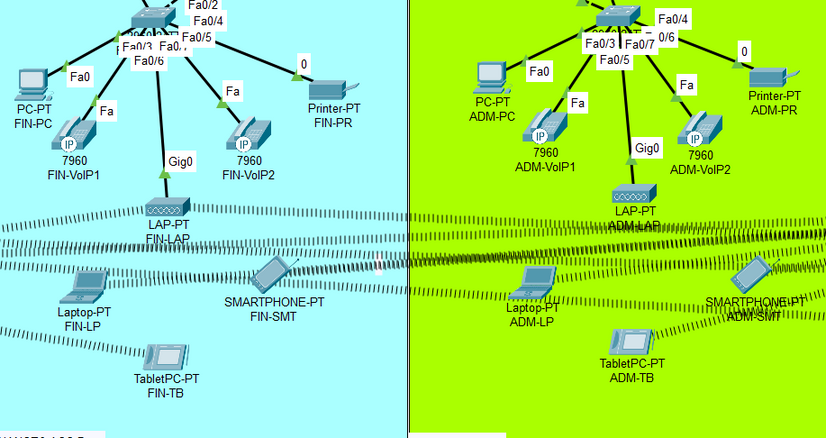 Fa0/2
Fa0/4
Fa0/3
Fa0/5
Fa0/6
Fa0
PC-PT
FIN-PC
Fa
7960
FIN-VoIP1
Fa
7960
FIN-VoIP2
0
Printer-PT
FIN-PR
Gig0
LAP-PT
FIN-LAP
Laptop-PT
FIN-LP
SMARTPHONE-PT
FIN-SMT
TabletPC-PT
FIN-TB
Fa0/4
Fa0/3
Fa0/7
0/6
Fa0/5
Fa0
PC-PT
ADM-PC
Fa
7960
ADM-VoIP1
Fa
7960
ADM-VoIP2
0
Printer-PT
ADM-PR
Gig0
LAP-PT
ADM-LAP
Laptop-PT
ADM-LP
SMARTPHONE-PT
ADM-SMT
TabletPC-PT
ADM-TB